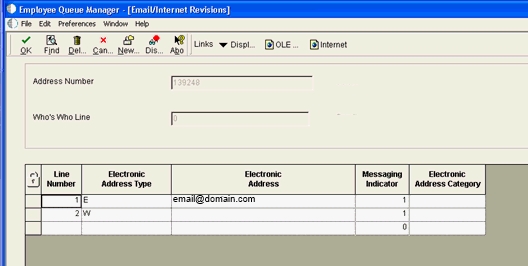 Employee Queue Manager - [Email/Internet Revisions]
File Edit Preferences Window Help
OK Find Del... Can... New... Dis... Abo Links Displ... OLE ... Internet
Address Number 139248
Who's Who Line 0
Line Number Electronic Address Type Electronic Address Messaging Indicator Electronic Address Category
1 E email@domain.com 1
2 W 1
0